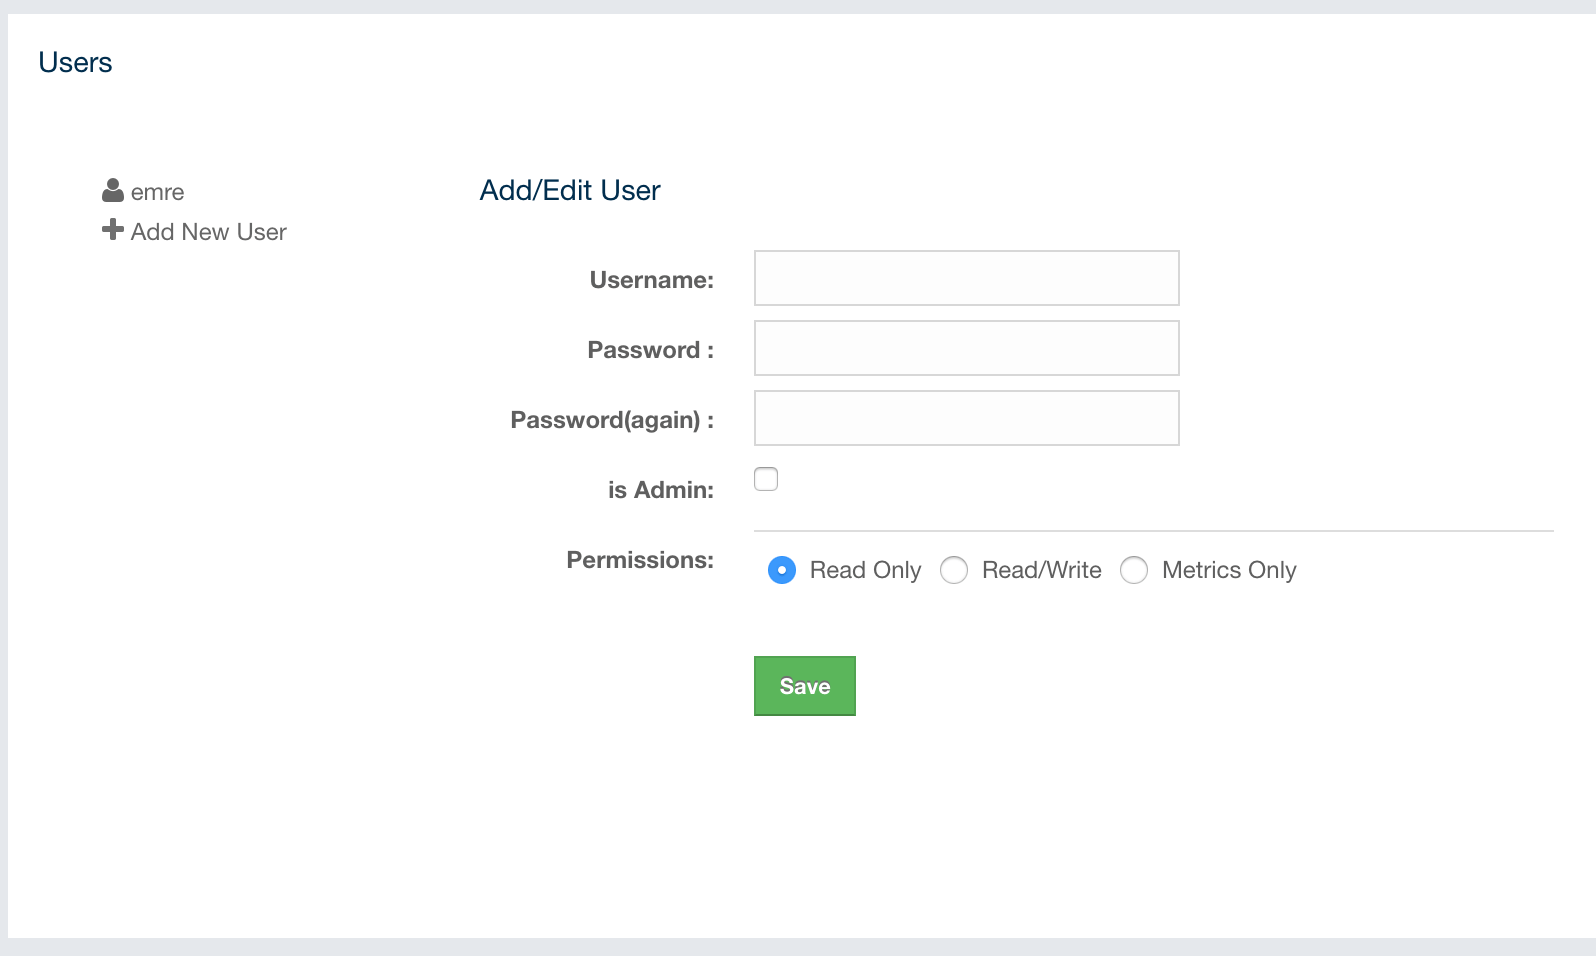 Users
emre
Add New User
Add/Edit User
Username:
Password :
Password(again) :
is Admin:
Permissions:
Read Only Read/Write Metrics Only
Save